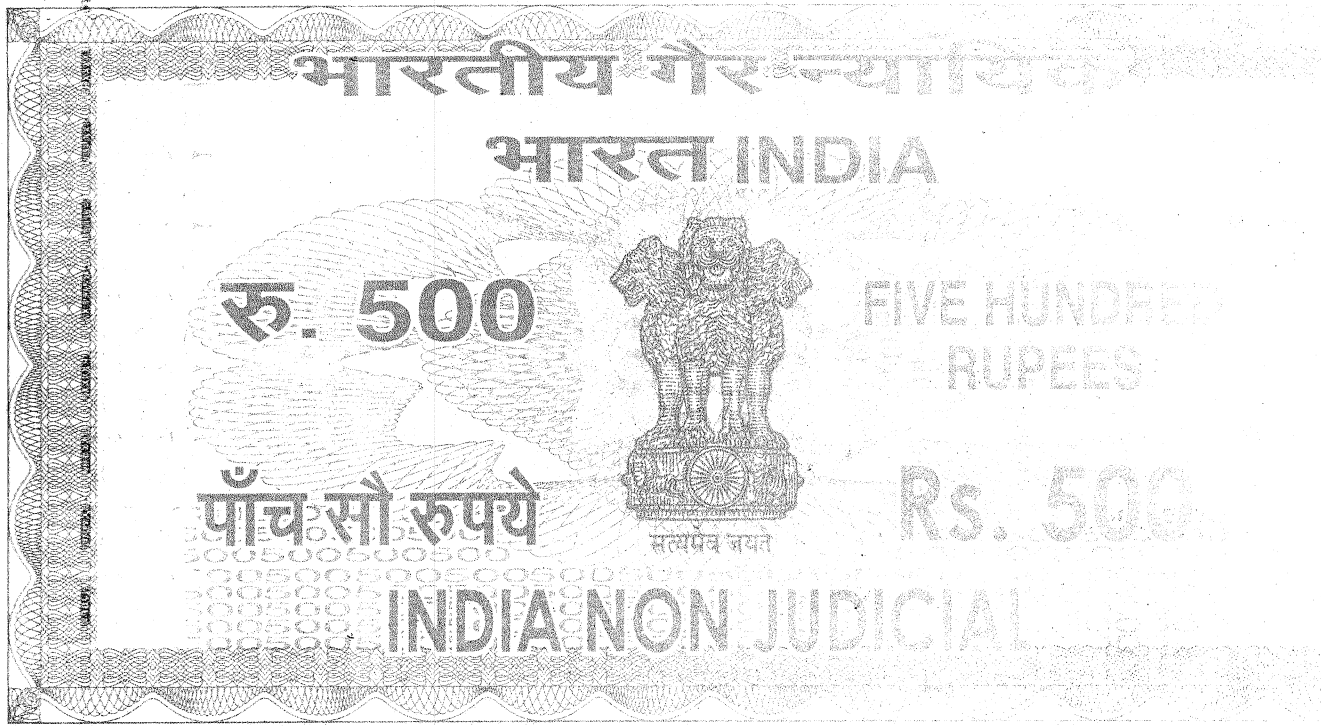 भारतीय गैर न्यायिक
भारत INDIA
रु. 500
FIVE HUNDRED
RUPEES
पाँच सौ रुपये
Rs. 500
सत्यमेव जयते
INDIA NON JUDICIAL